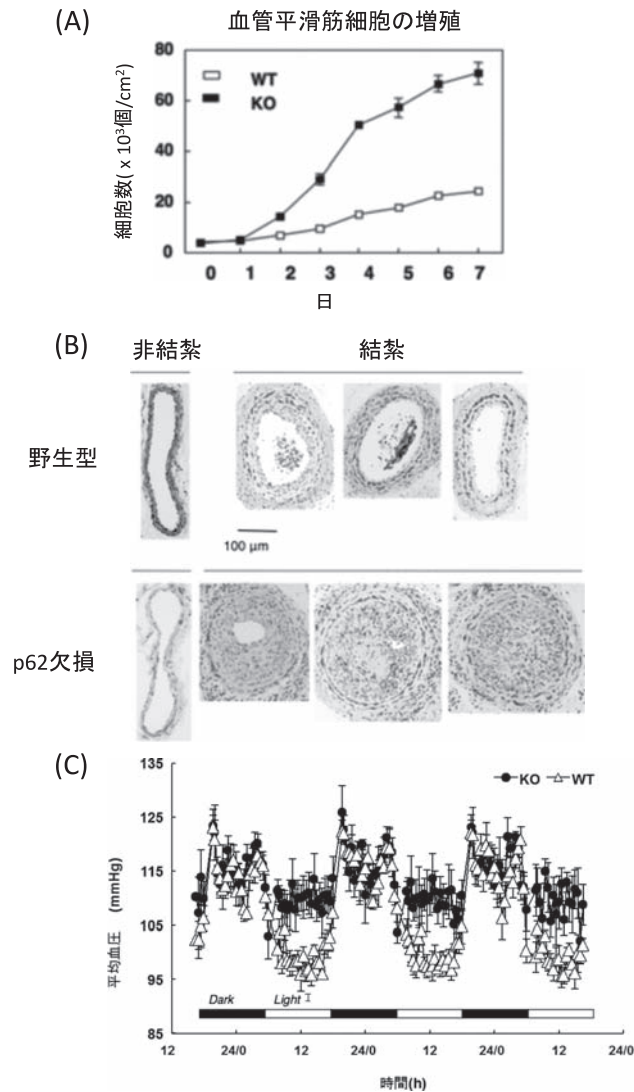 (A) 血管平滑筋細胞の増殖
80
60
40
20
0
細胞数( x 10³個/cm²)
WT
KO
0 1 2 3 4 5 6 7
日
(B) 非結紮 結紮
野生型
100 μm
p62欠損
(C)
135
125
115
105
95
85
平均血圧 (mmHg)
KO WT
Dark Light
12 24/0 12 24/0 12 24/0 12 24/0
時間(h)